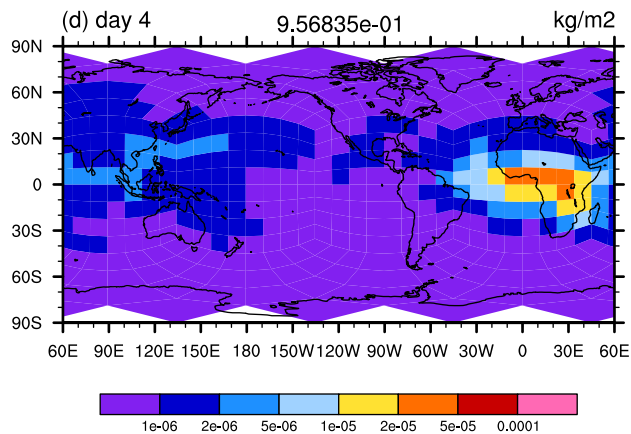 (d) day 4 9.56835e-01 kg/m2
90N
60N
30N
0
30S
60S
90S
60E 90E 120E 150E 180 150W 120W 90W 60W 30W 0 30E 60E
1e-06 2e-06 5e-06 1e-05 2e-05 5e-05 0.0001